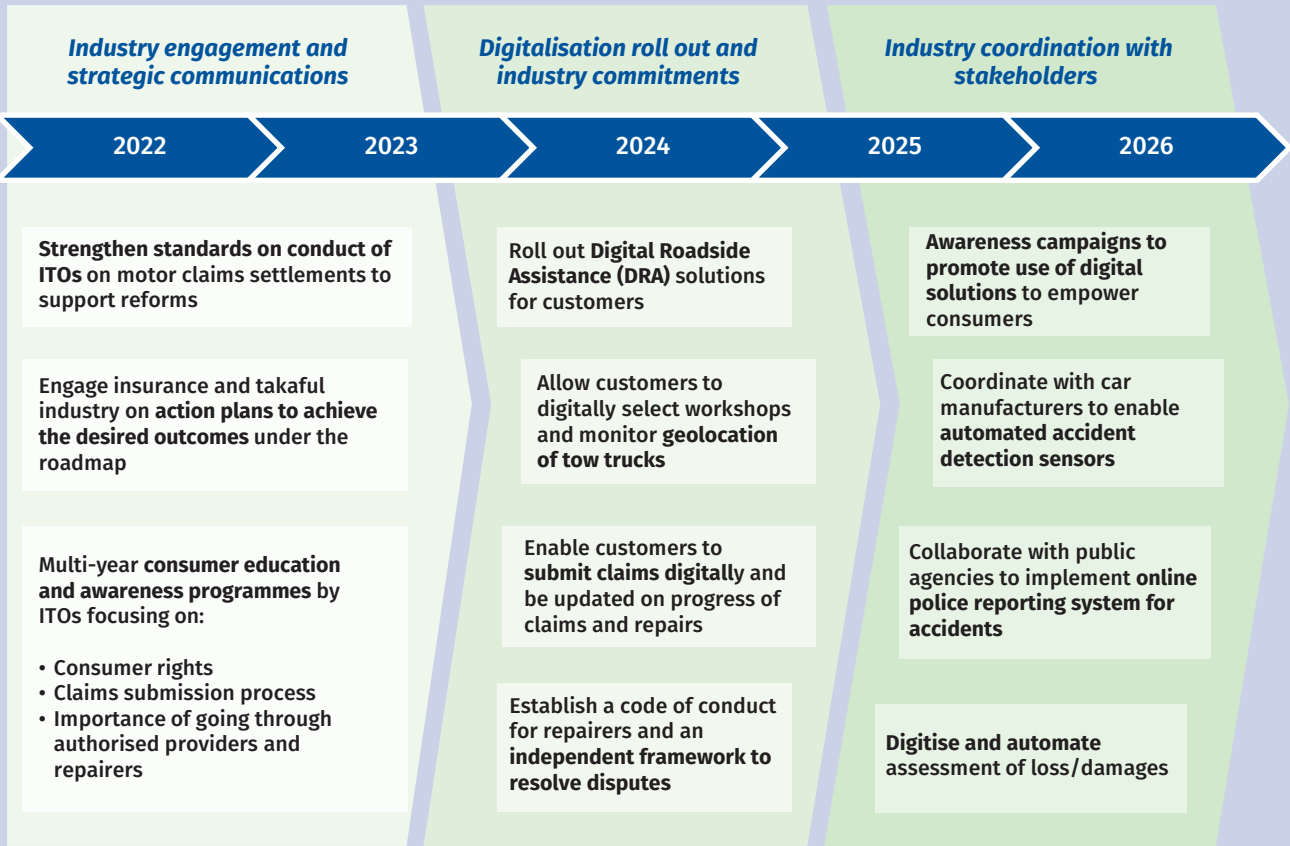 Industry engagement and
strategic communications
Digitalisation roll out and
industry commitments
Industry coordination with
stakeholders
2022
2023
2024
2025
2026
Strengthen standards on conduct of
ITOs on motor claims settlements to
support reforms
Engage insurance and takaful
industry on action plans to achieve
the desired outcomes under the
roadmap
Multi-year consumer education
and awareness programmes by
ITOs focusing on:
• Consumer rights
• Claims submission process
• Importance of going through
authorised providers and
repairers
Roll out Digital Roadside
Assistance (DRA) solutions
for customers
Allow customers to
digitally select workshops
and monitor geolocation
of tow trucks
Enable customers to
submit claims digitally and
be updated on progress of
claims and repairs
Establish a code of conduct
for repairers and an
independent framework to
resolve disputes
Awareness campaigns to
promote use of digital
solutions to empower
consumers
Coordinate with car
manufacturers to enable
automated accident
detection sensors
Collaborate with public
agencies to implement online
police reporting system for
accidents
Digitise and automate
assessment of loss/damages